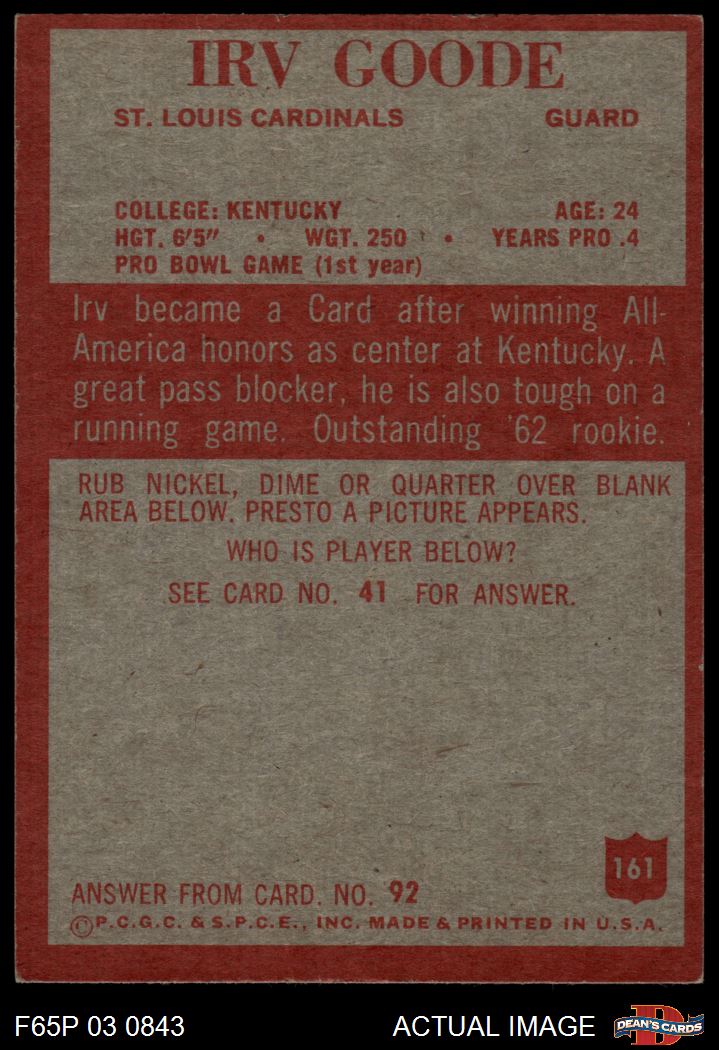 IRV GOODE
ST. LOUIS CARDINALS GUARD
COLLEGE: KENTUCKY AGE: 24
HGT. 6'5" • WGT. 250 • YEARS PRO .4
PRO BOWL GAME (1st year)
Irv became a Card after winning All-
America honors as center at Kentucky. A
great pass blocker, he is also tough on a
running game. Outstanding '62 rookie.
RUB NICKEL, DIME OR QUARTER OVER BLANK
AREA BELOW. PRESTO A PICTURE APPEARS.
WHO IS PLAYER BELOW?
SEE CARD NO. 41 FOR ANSWER.
161
ANSWER FROM CARD. NO. 92
©P.C.G.C. & S.P.C.E., INC. MADE & PRINTED IN U.S.A.
F65P 03 0843 ACTUAL IMAGE D DEAN'S CARDS